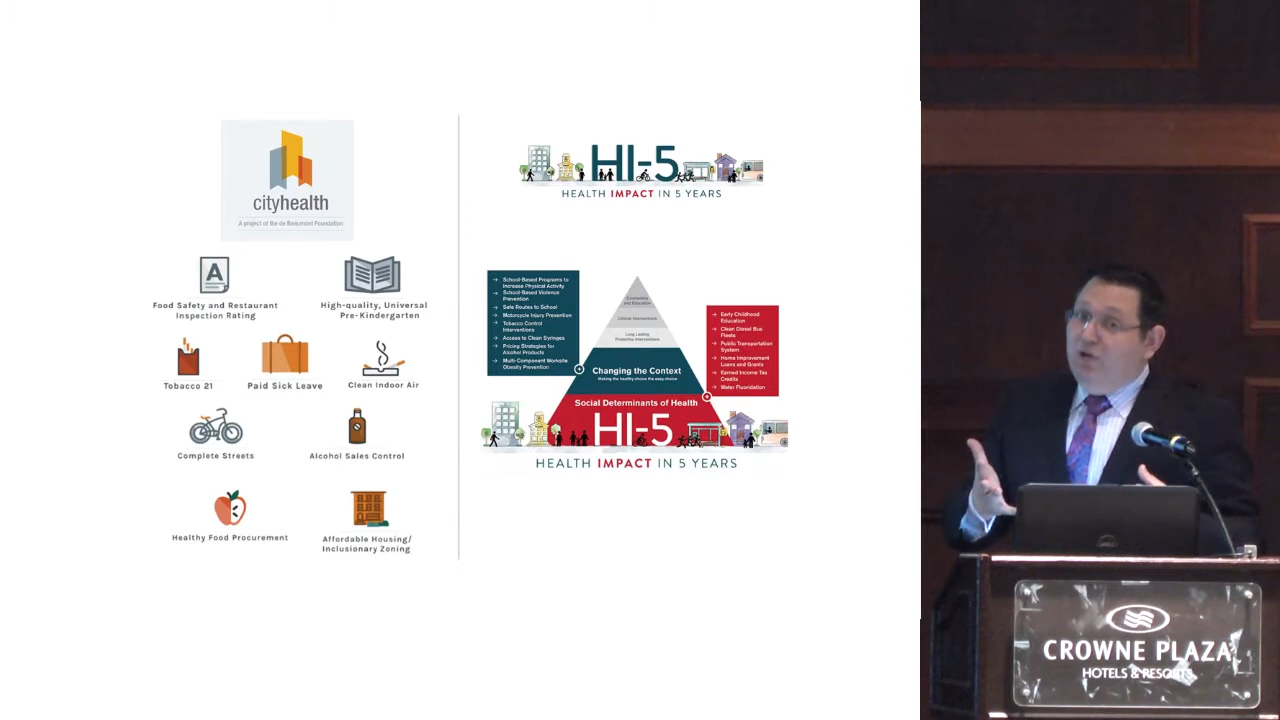 cityhealth
A project of the de Beaumont Foundation
Food Safety and Restaurant
Inspection Rating
High-quality, Universal
Pre-Kindergarten
Tobacco 21
Paid Sick Leave
Clean Indoor Air
Complete Streets
Alcohol Sales Control
Healthy Food Procurement
Affordable Housing/
Inclusionary Zoning
A
HI-5
HEALTH IMPACT IN 5 YEARS
School-Based Programs to
Increase Physical Activity
School-Based Violence
Prevention
Safe Routes to School
Motorcycle Injury Prevention
Tobacco Control
Interventions
Access to Clean Syringes
Pricing Strategies for
Alcohol Products
Multi-Component Worksite
Obesity Prevention
Counseling
and Education
Clinical Interventions
Long Lasting
Protective Interventions
Changing the Context
Making the healthy choice the easy choice
Social Determinants of Health
HI-5
HEALTH IMPACT IN 5 YEARS
Early Childhood
Education
Clean Diesel Bus
Fleets
Public Transportation
System
Home Improvement
Loans and Grants
Earned Income Tax
Credits
Water Fluoridation
CROWNE PLAZA
HOTELS & RESORTS